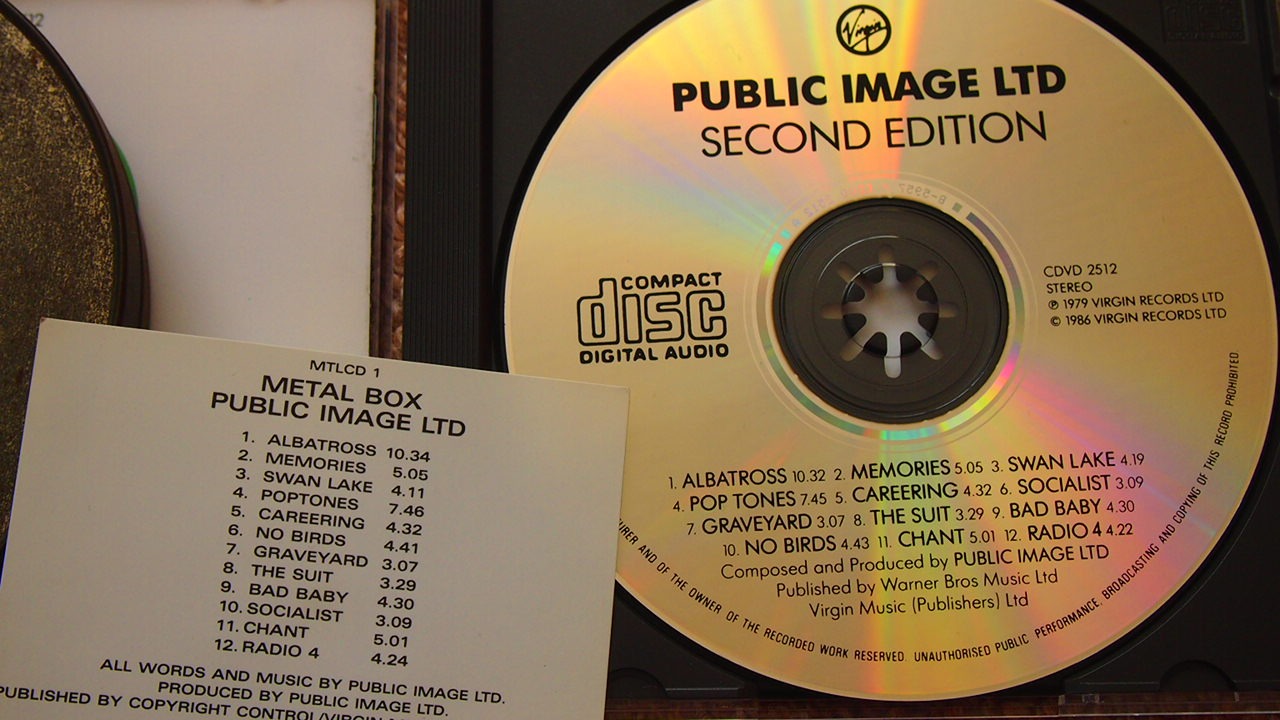 Virgin
PUBLIC IMAGE LTD
SECOND EDITION
COMPACT
disc
DIGITAL AUDIO
CDVD 2512
STEREO
℗ 1979 VIRGIN RECORDS LTD
© 1986 VIRGIN RECORDS LTD
1. ALBATROSS 10.32 2. MEMORIES 5.05 3. SWAN LAKE 4.19
4. POP TONES 7.45 5. CAREERING 4.32 6. SOCIALIST 3.09
7. GRAVEYARD 3.07 8. THE SUIT 3.29 9. BAD BABY 4.30
10. NO BIRDS 4.43 11. CHANT 5.01 12. RADIO 4 4.22
Composed and Produced by PUBLIC IMAGE LTD
Published by Warner Bros Music Ltd
Virgin Music (Publishers) Ltd
AND OF THE OWNER OF THE RECORDED WORK RESERVED. UNAUTHORISED PUBLIC PERFORMANCE, BROADCASTING AND COPYING OF THIS RECORD PROHIBITED
MTLCD 1
METAL BOX
PUBLIC IMAGE LTD
1. ALBATROSS 10.34
2. MEMORIES 5.05
3. SWAN LAKE 4.11
4. POPTONES 7.46
5. CAREERING 4.32
6. NO BIRDS 4.41
7. GRAVEYARD 3.07
8. THE SUIT 3.29
9. BAD BABY 4.30
10. SOCIALIST 3.09
11. CHANT 5.01
12. RADIO 4 4.24
ALL WORDS AND MUSIC BY PUBLIC IMAGE LTD.
PRODUCED BY PUBLIC IMAGE LTD.
PUBLISHED BY COPYRIGHT CONTROL/VIRGIN